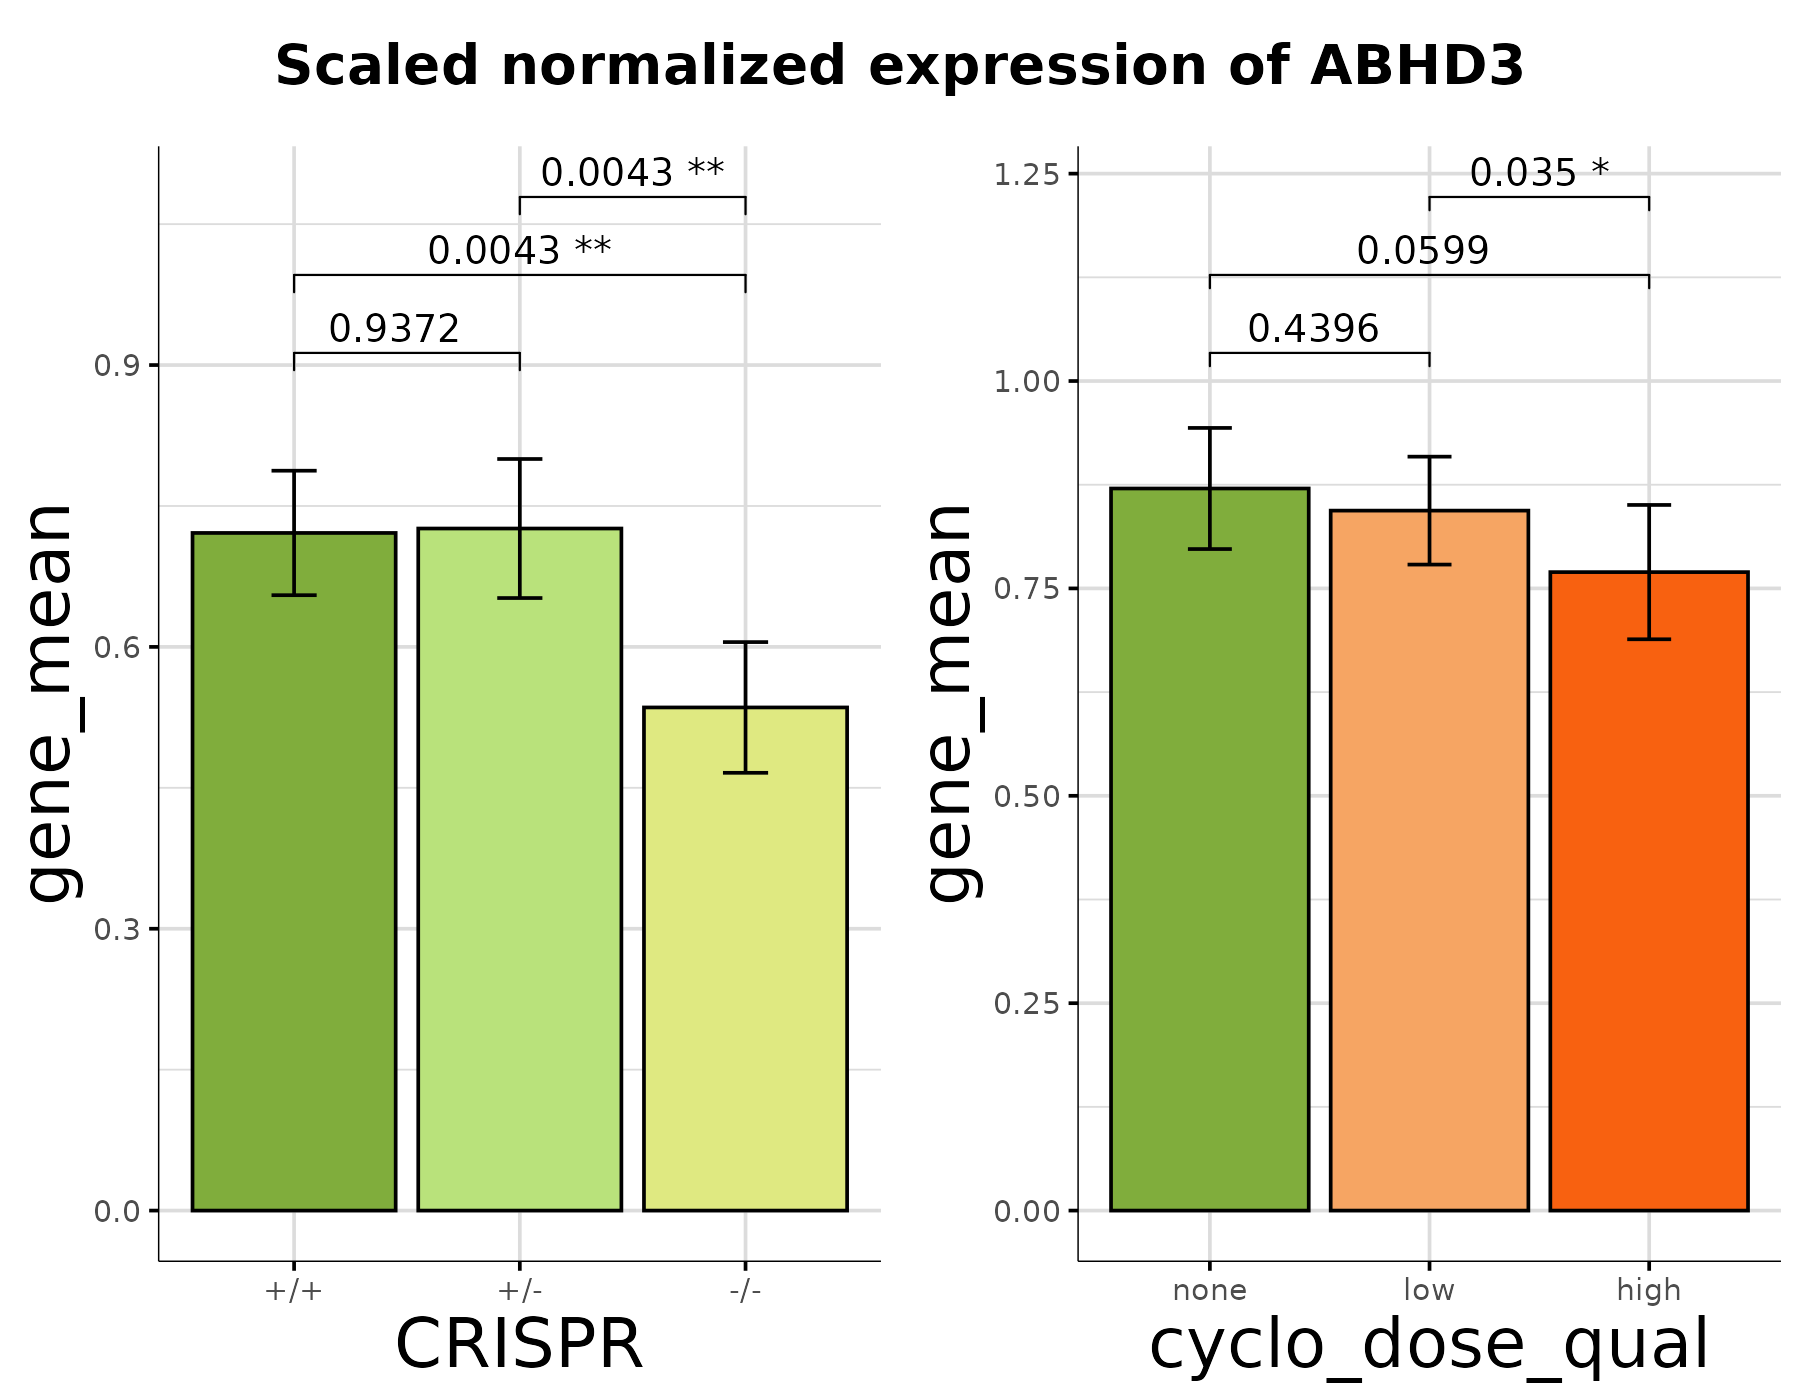 Scaled normalized expression of ABHD3
0.0043 **
0.0043 **
0.9372
0.9
0.6
0.3
0.0
gene_mean
+/+
+/-
-/-
CRISPR
0.035 *
0.0599
0.4396
1.25
1.00
0.75
0.50
0.25
0.00
gene_mean
none
low
high
cyclo_dose_qual